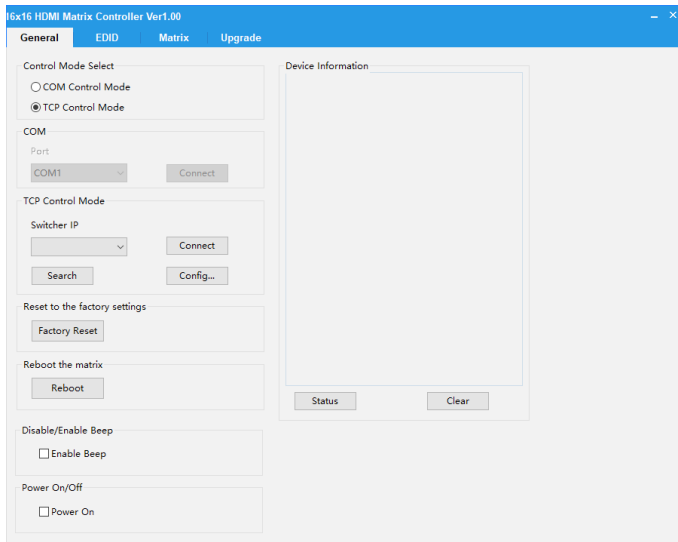 16x16 HDMI Matrix Controller Ver1.00
General EDID Matrix Upgrade
Control Mode Select
COM Control Mode
TCP Control Mode
COM
Port
COM1 Connect
TCP Control Mode
Switcher IP
Connect
Search Config...
Reset to the factory settings
Factory Reset
Reboot the matrix
Reboot
Disable/Enable Beep
Enable Beep
Power On/Off
Power On
Device Information
Status Clear